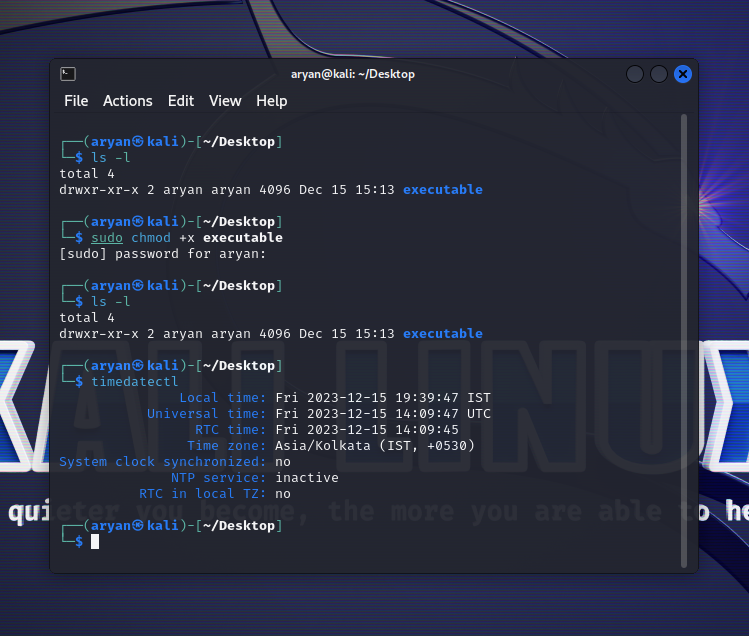 aryan@kali: ~/Desktop
File Actions Edit View Help
┌──(aryan㉿kali)-[~/Desktop]
└─$ ls -l
total 4
drwxr-xr-x 2 aryan aryan 4096 Dec 15 15:13 executable
┌──(aryan㉿kali)-[~/Desktop]
└─$ sudo chmod +x executable
[sudo] password for aryan:
┌──(aryan㉿kali)-[~/Desktop]
└─$ ls -l
total 4
drwxr-xr-x 2 aryan aryan 4096 Dec 15 15:13 executable
┌──(aryan㉿kali)-[~/Desktop]
└─$ timedatectl
Local time: Fri 2023-12-15 19:39:47 IST
Universal time: Fri 2023-12-15 14:09:47 UTC
RTC time: Fri 2023-12-15 14:09:45
Time zone: Asia/Kolkata (IST, +0530)
System clock synchronized: no
NTP service: inactive
RTC in local TZ: no
┌──(aryan㉿kali)-[~/Desktop]
└─$
KALI LINUX
quieter you become, the more you are able to he